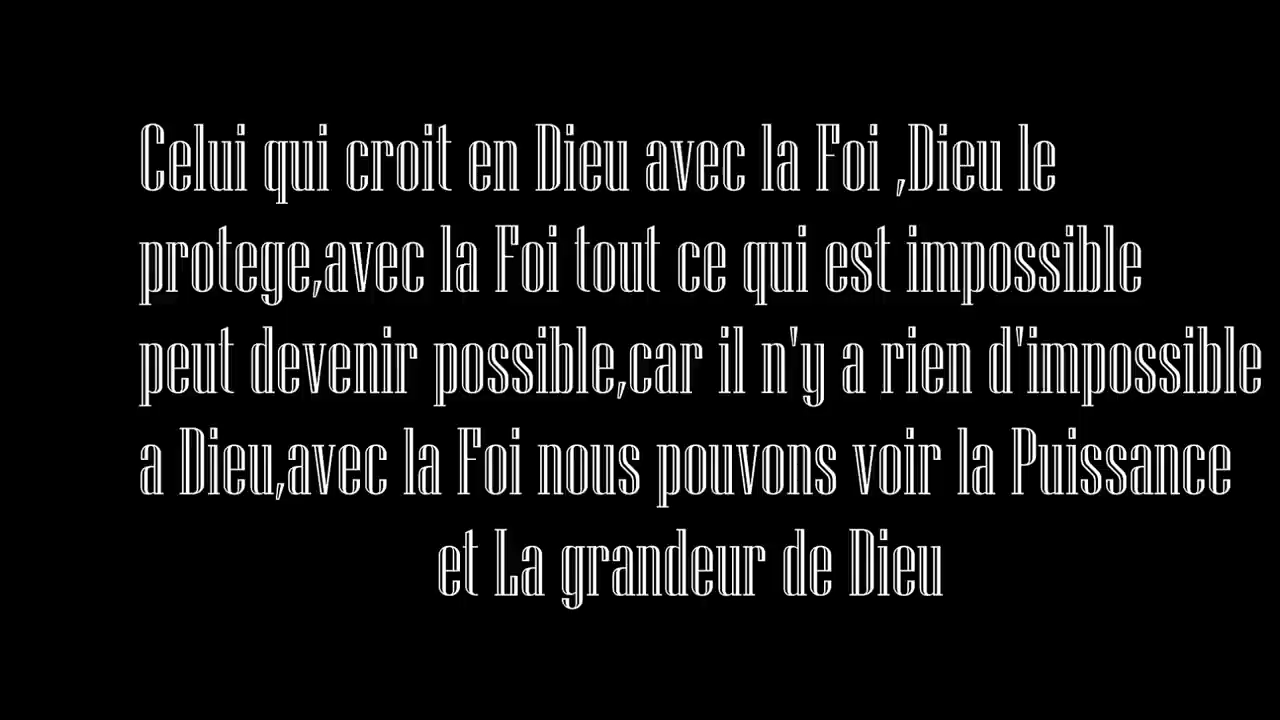 Celui qui croit en Dieu avec la Foi ,Dieu le
protege,avec la Foi tout ce qui est impossible
peut devenir possible,car il n'y a rien d'impossible
a Dieu,avec la Foi nous pouvons voir la Puissance
et La grandeur de Dieu